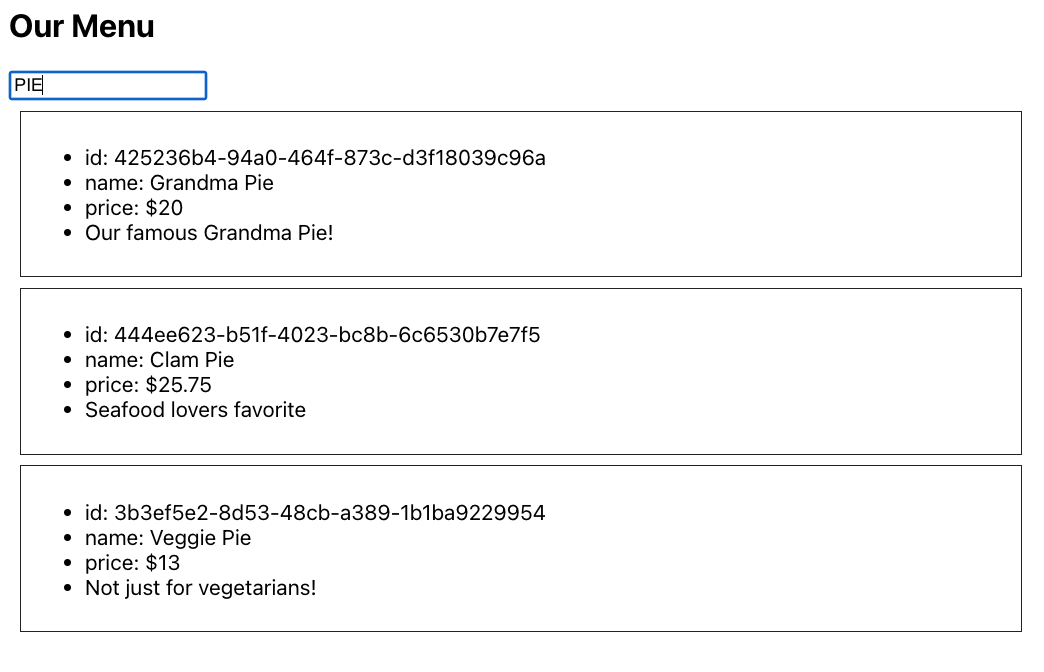 Our Menu
PIE
id: 425236b4-94a0-464f-873c-d3f18039c96a
name: Grandma Pie
price: $20
Our famous Grandma Pie!
id: 444ee623-b51f-4023-bc8b-6c6530b7e7f5
name: Clam Pie
price: $25.75
Seafood lovers favorite
id: 3b3ef5e2-8d53-48cb-a389-1b1ba9229954
name: Veggie Pie
price: $13
Not just for vegetarians!